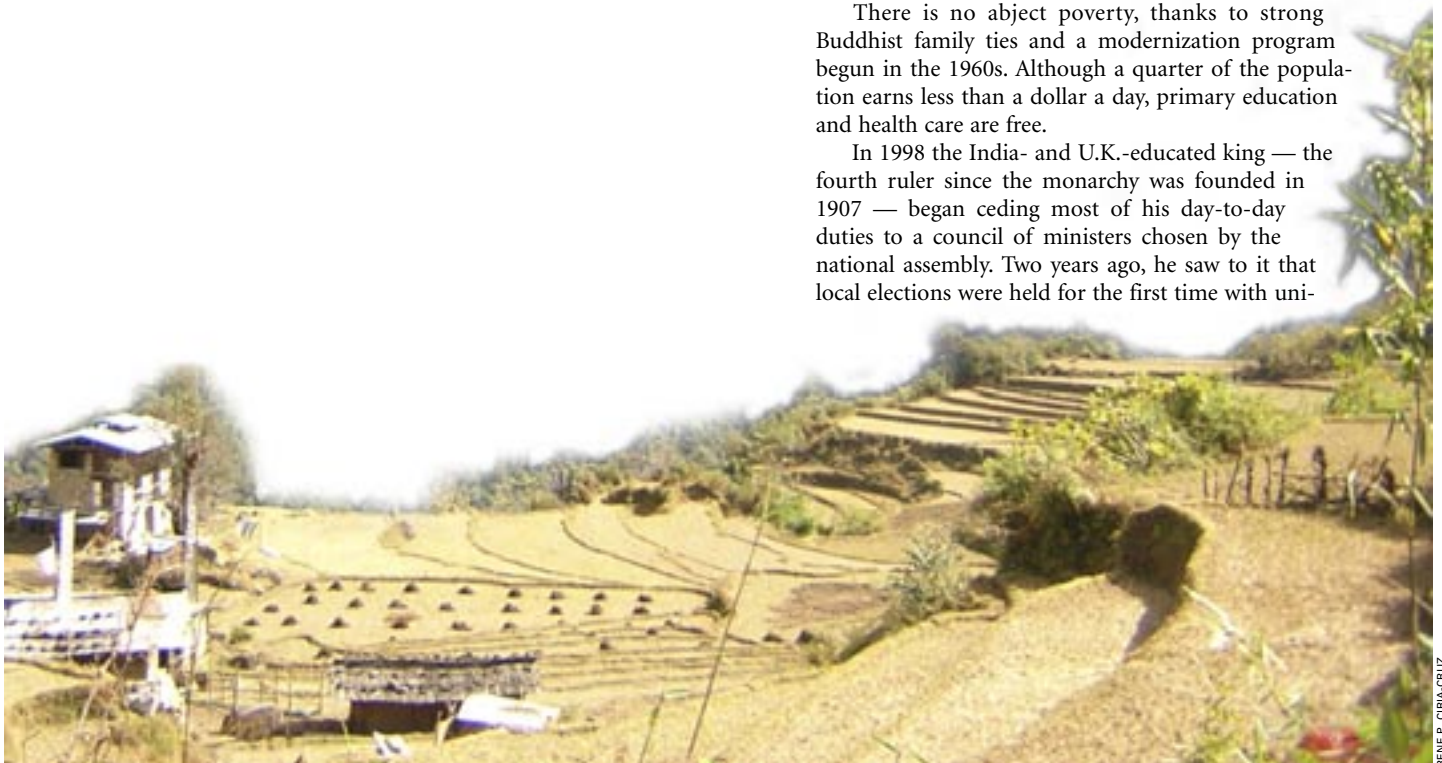 There is no abject poverty, thanks to strong
Buddhist family ties and a modernization program
begun in the 1960s. Although a quarter of the popula-
tion earns less than a dollar a day, primary education
and health care are free.
In 1998 the India- and U.K.-educated king — the
fourth ruler since the monarchy was founded in
1907 — began ceding most of his day-to-day
duties to a council of ministers chosen by the
national assembly. Two years ago, he saw to it that
local elections were held for the first time with uni-
RENE P. CIRIA-CRUZ